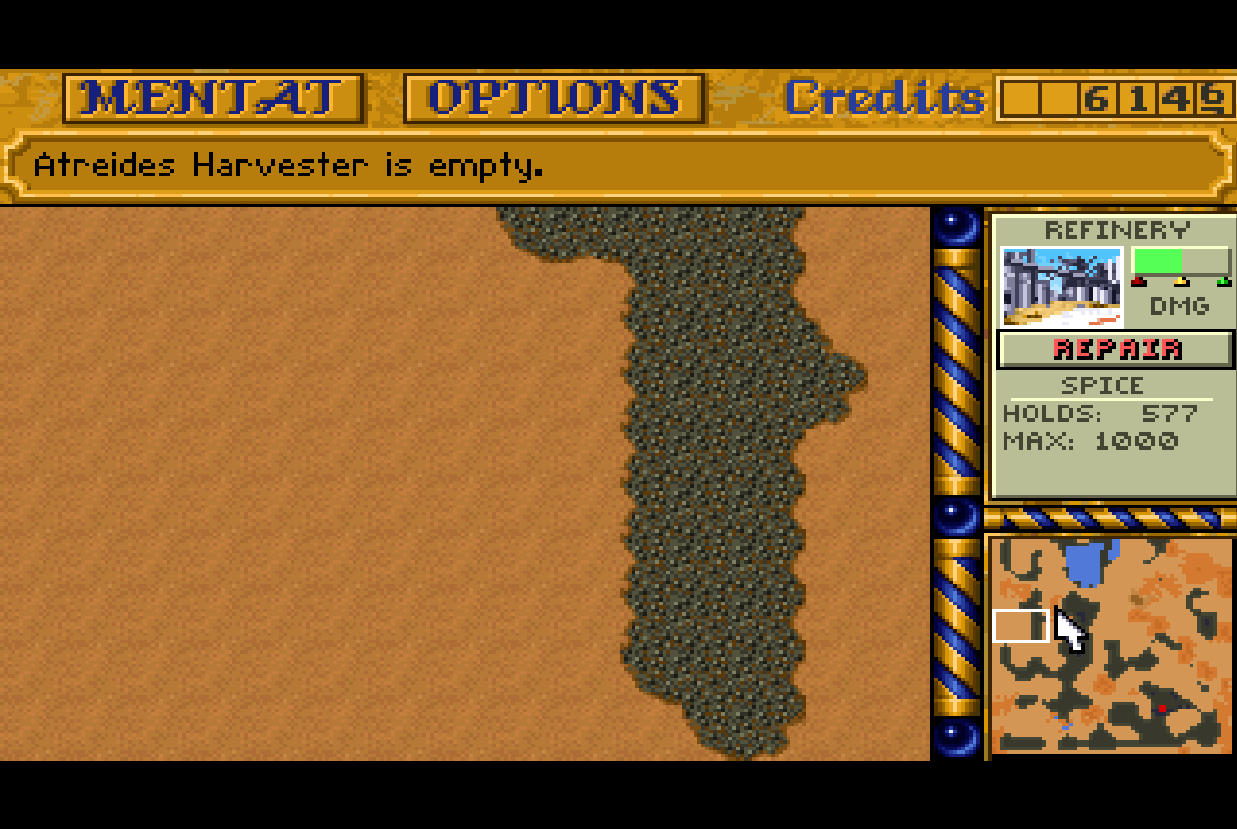 MENTAT OPTIONS Credits 6146
Atreides Harvester is empty.
REFINERY
DMG
REPAIR
SPICE
HOLDS: 577
MAX: 1000